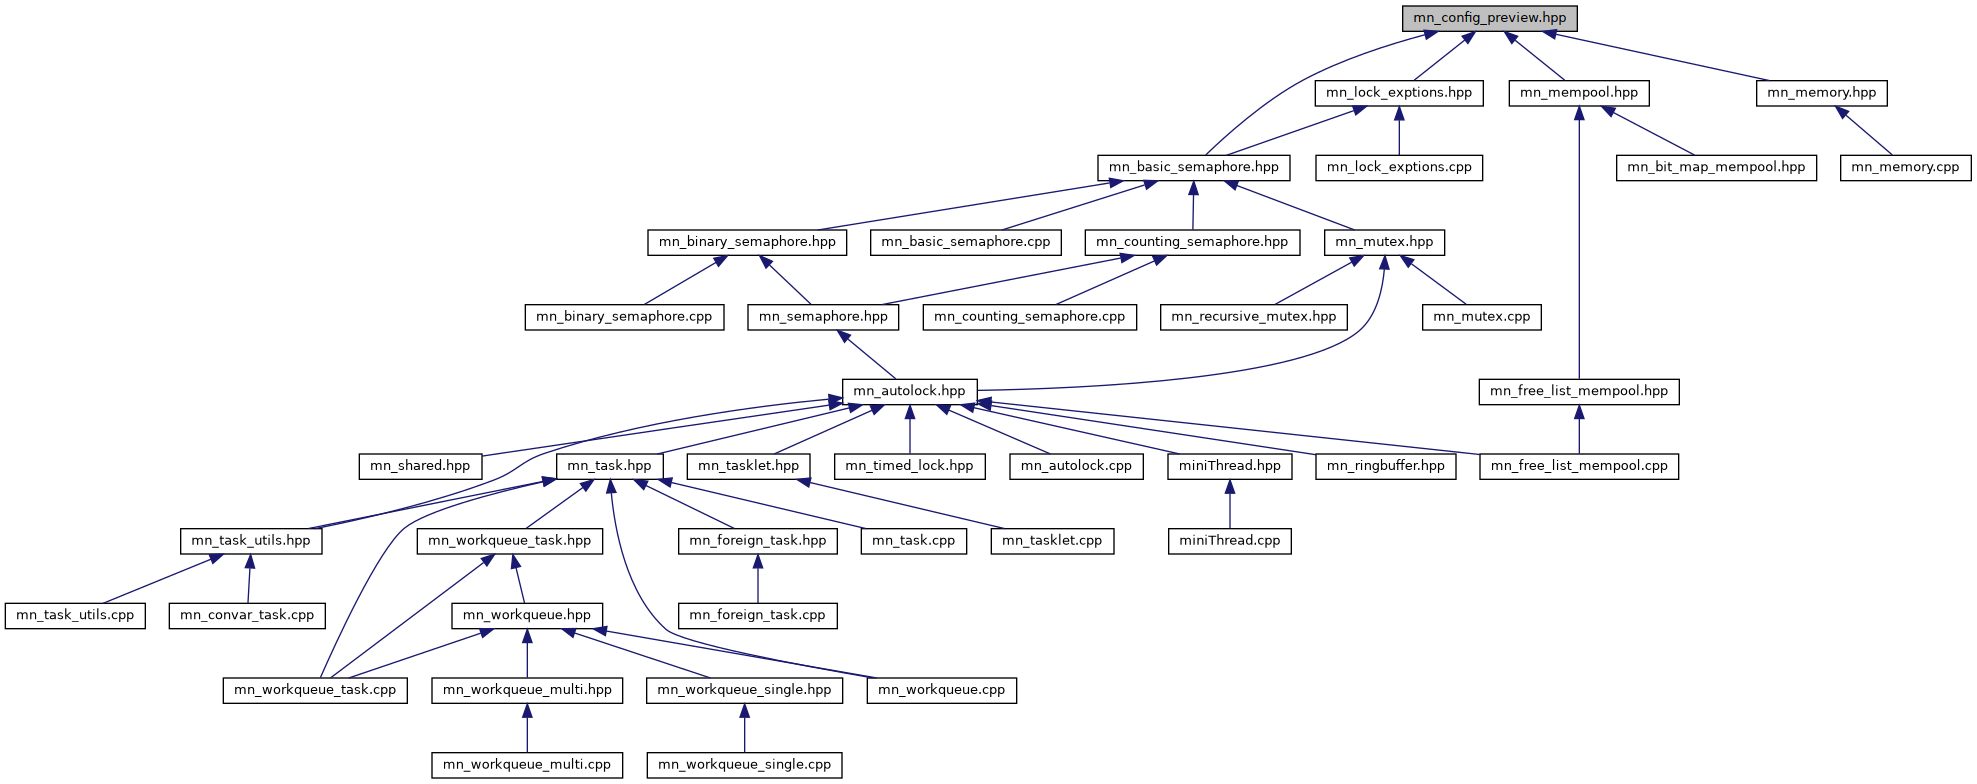 mn_config_preview.hpp
mn_lock_exptions.hpp
mn_mempool.hpp
mn_memory.hpp
mn_basic_semaphore.hpp
mn_lock_exptions.cpp
mn_bit_map_mempool.hpp
mn_memory.cpp
mn_binary_semaphore.hpp
mn_basic_semaphore.cpp
mn_counting_semaphore.hpp
mn_mutex.hpp
mn_binary_semaphore.cpp
mn_semaphore.hpp
mn_counting_semaphore.cpp
mn_recursive_mutex.hpp
mn_mutex.cpp
mn_autolock.hpp
mn_free_list_mempool.hpp
mn_shared.hpp
mn_task.hpp
mn_tasklet.hpp
mn_timed_lock.hpp
mn_autolock.cpp
miniThread.hpp
mn_ringbuffer.hpp
mn_free_list_mempool.cpp
mn_task_utils.hpp
mn_workqueue_task.hpp
mn_foreign_task.hpp
mn_task.cpp
mn_tasklet.cpp
miniThread.cpp
mn_task_utils.cpp
mn_convar_task.cpp
mn_workqueue.hpp
mn_foreign_task.cpp
mn_workqueue_task.cpp
mn_workqueue_multi.hpp
mn_workqueue_single.hpp
mn_workqueue.cpp
mn_workqueue_multi.cpp
mn_workqueue_single.cpp